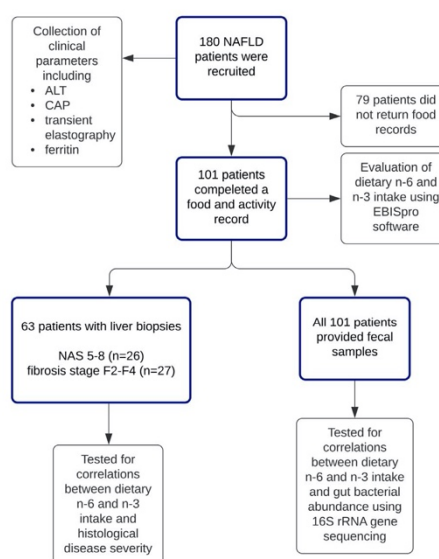 Collection of
clinical
parameters
including
• ALT
• CAP
• transient
elastography
• ferritin
180 NAFLD
patients were
recruited
79 patients did
not return food
records
101 patients
compeleted a
food and activity
record
Evaluation of
dietary n-6 and
n-3 intake using
EBISpro
software
63 patients with liver biopsies
NAS 5-8 (n=26)
fibrosis stage F2-F4 (n=27)
All 101 patients
provided fecal
samples
Tested for
correlations
between dietary
n-6 and n-3
intake and
histological
disease severity
Tested for
correlations
between dietary
n-6 and n-3 intake
and gut bacterial
abundance using
16S rRNA gene
sequencing